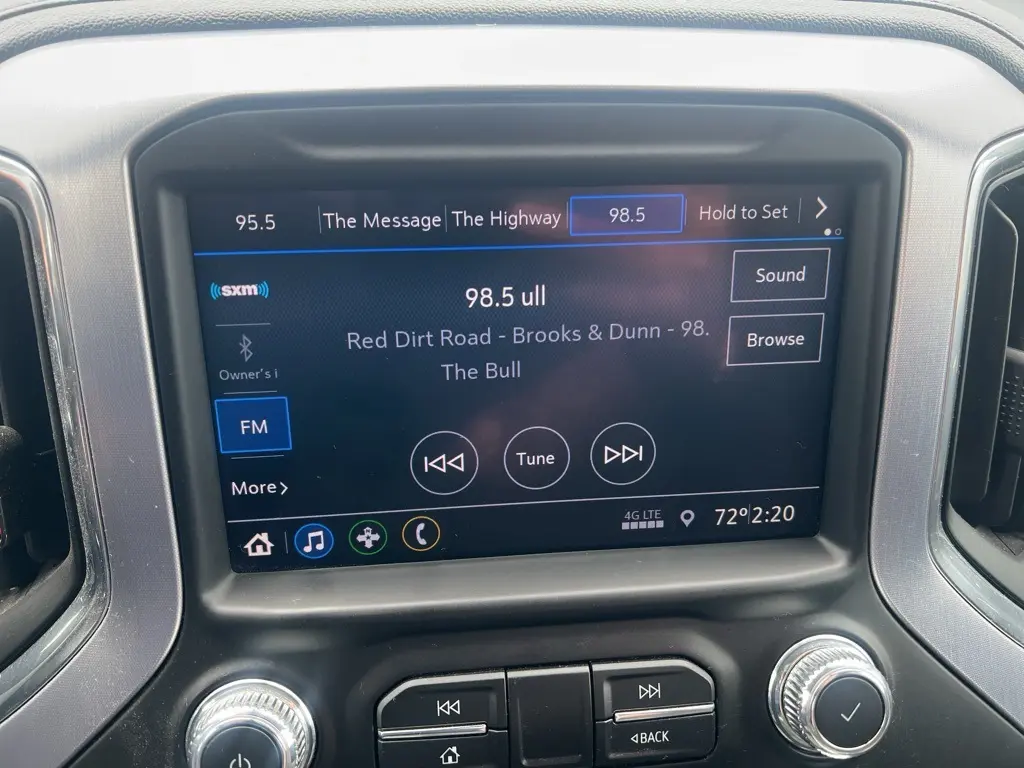 95.5 The Message The Highway 98.5 Hold to Set
sxm
Sound
98.5 ull
Red Dirt Road - Brooks & Dunn - 98.
The Bull
Browse
Owner's i
FM
Tune
More
4G LTE
72° 2:20
BACK